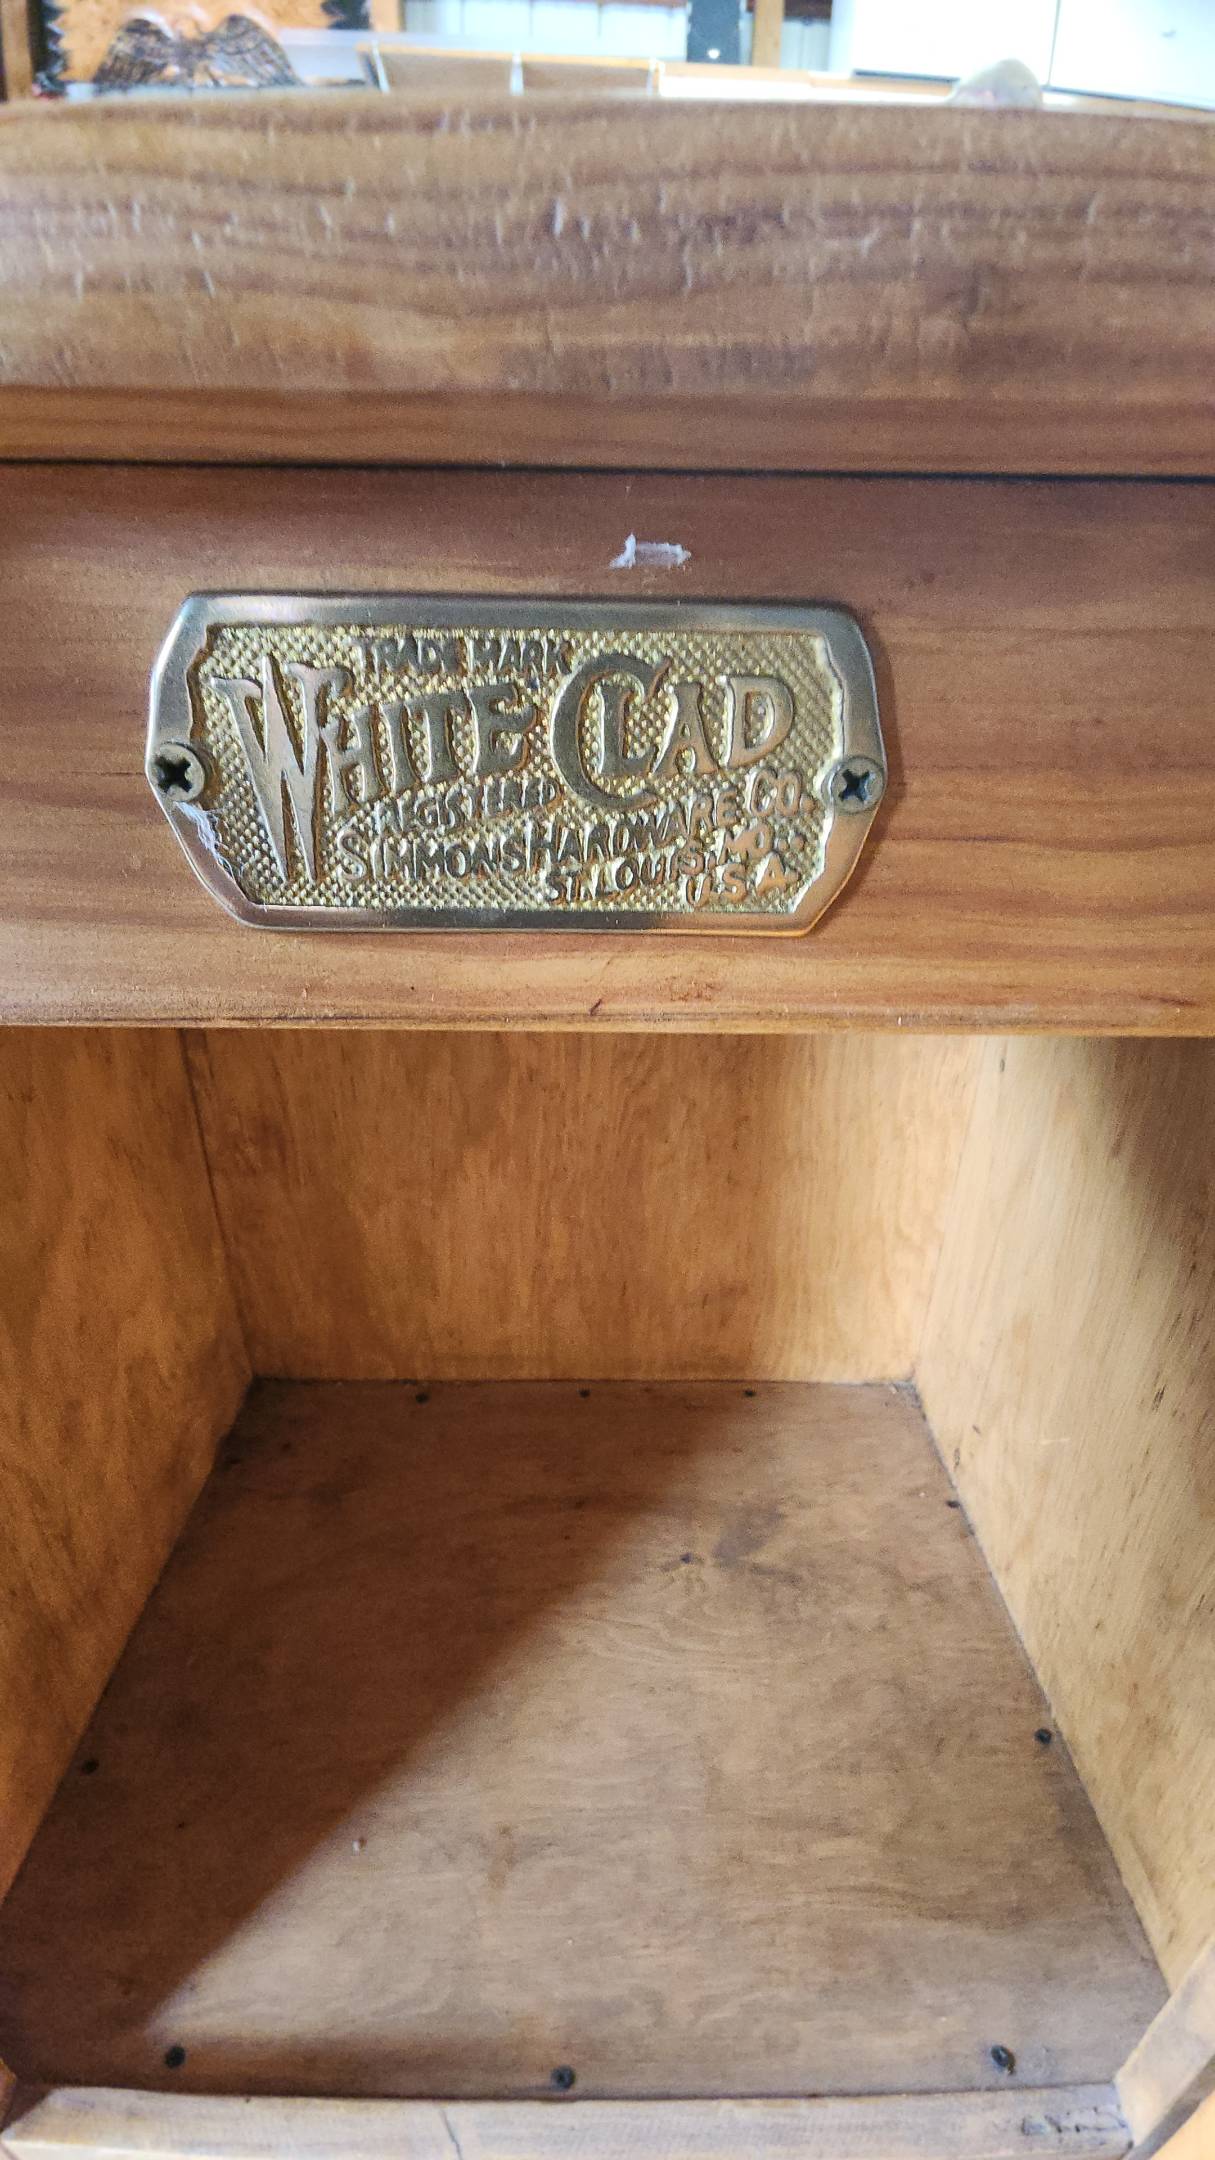 TRADE MARK
WHITE CLAD
REGISTERED
SIMMONS HARDWARE CO.
ST. LOUIS, MO.
U.S.A.